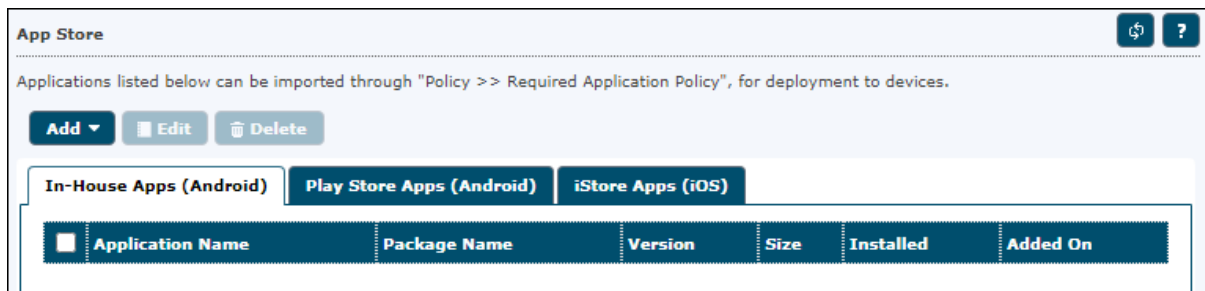 App Store
?
Applications listed below can be imported through "Policy >> Required Application Policy", for deployment to devices.
Add Edit Delete
In-House Apps (Android) Play Store Apps (Android) iStore Apps (iOS)
Application Name Package Name Version Size Installed Added On